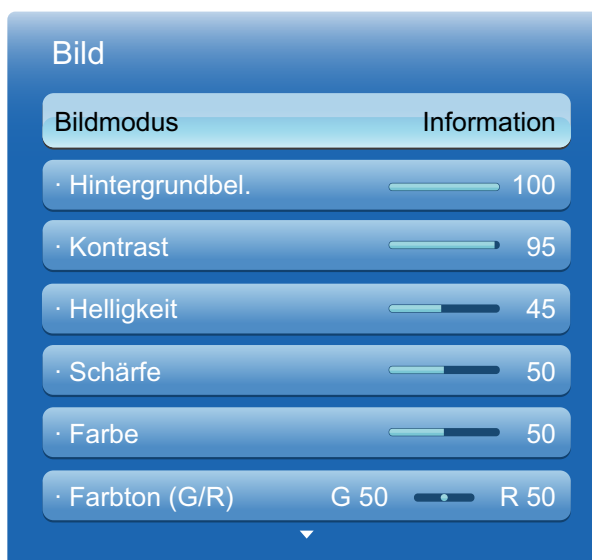 Bild
Bildmodus Information
· Hintergrundbel. 100
· Kontrast 95
· Helligkeit 45
· Schärfe 50
· Farbe 50
· Farbton (G/R) G 50 R 50